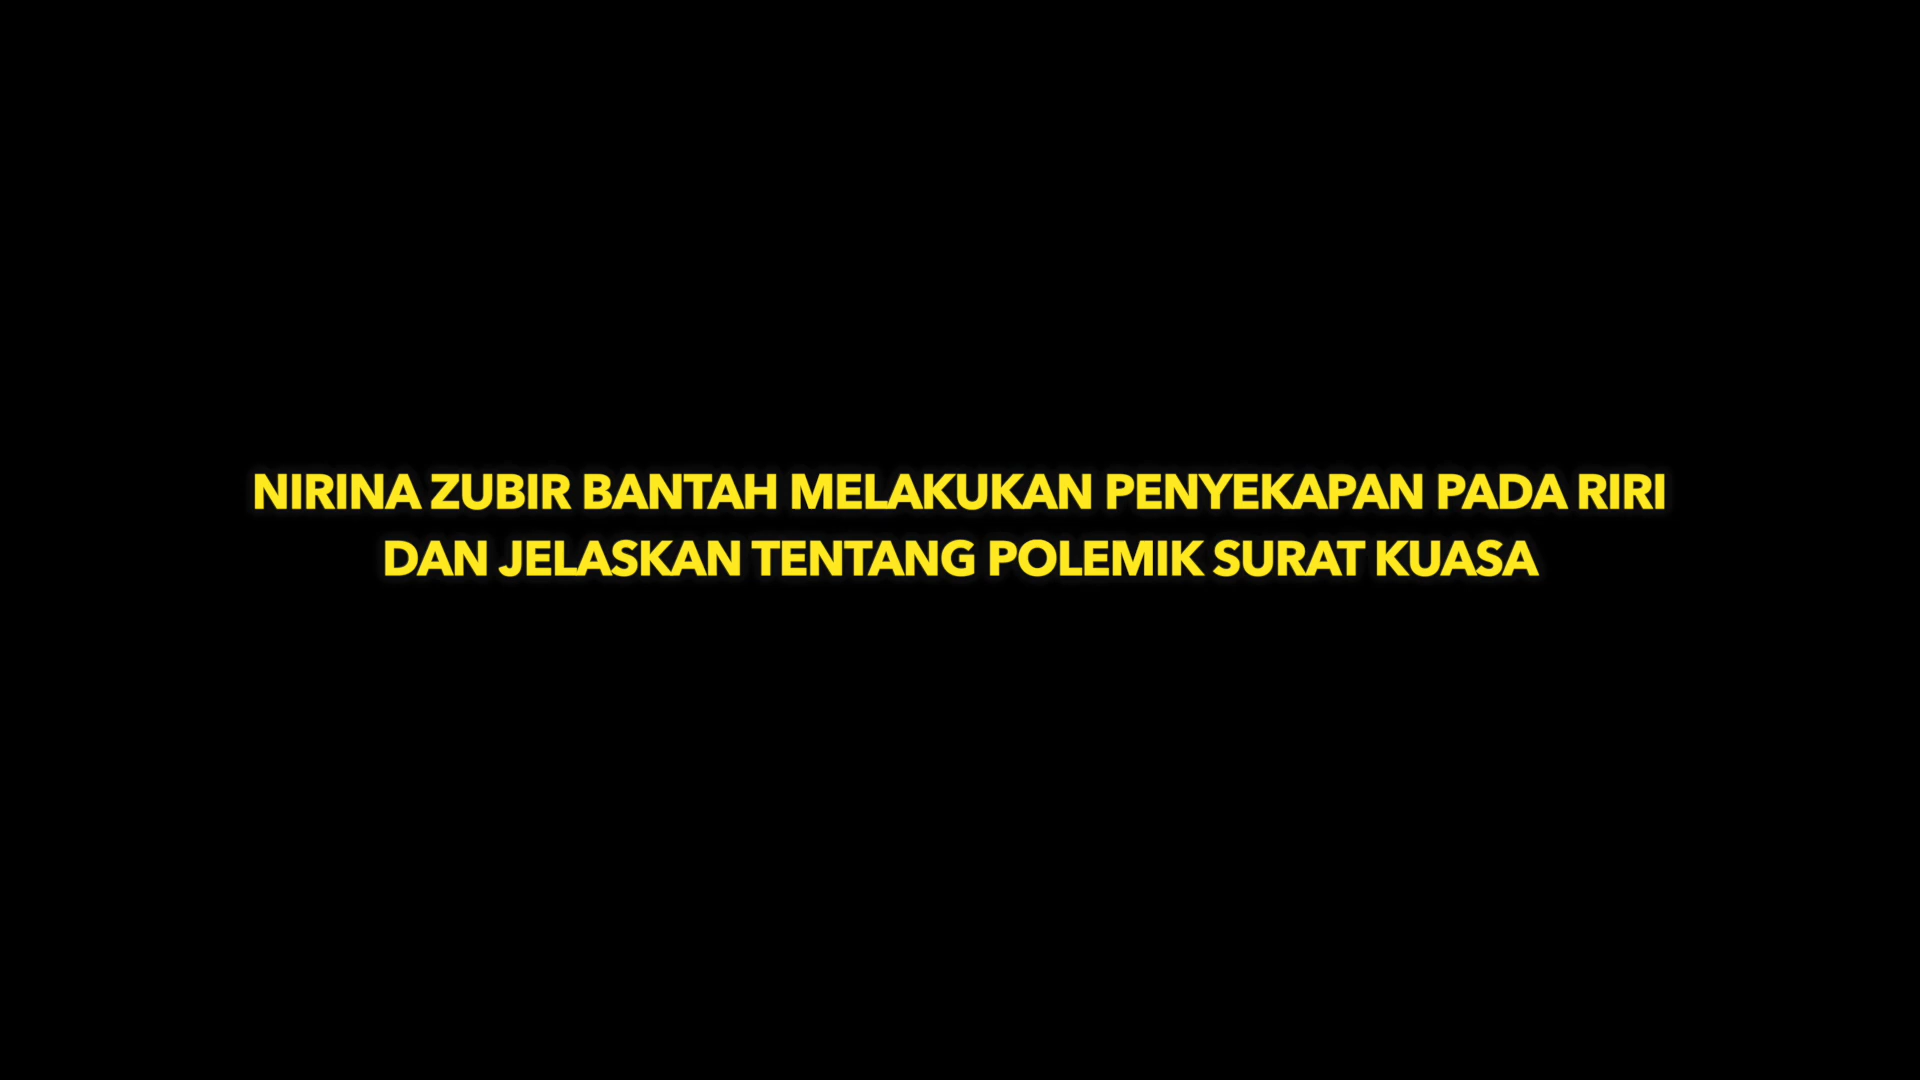 NIRINA ZUBIR BANTAH MELAKUKAN PENYEKAPAN PADA RIRI
DAN JELASKAN TENTANG POLEMIK SURAT KUASA